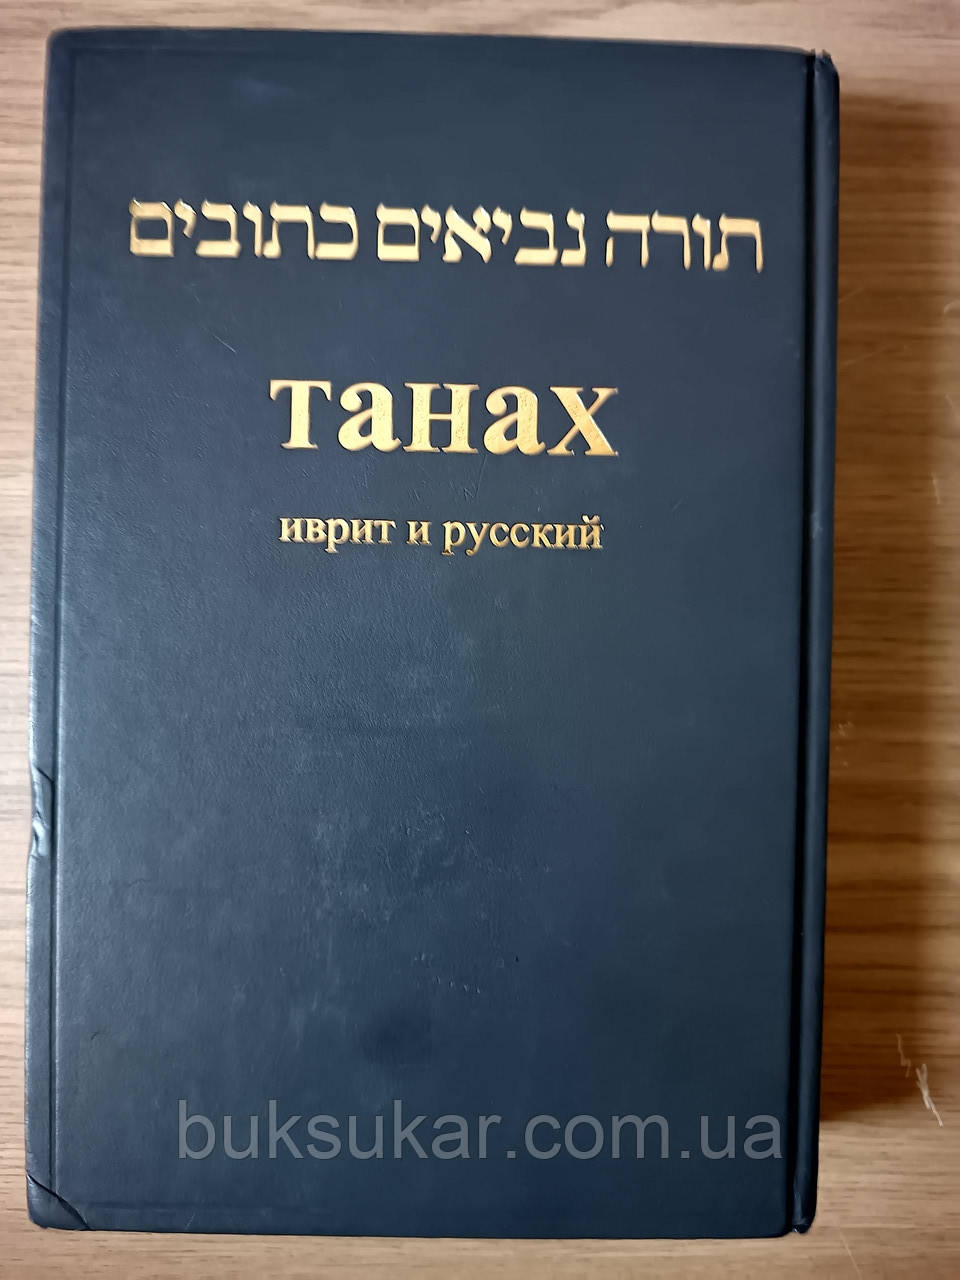 תורה נביאים כתובים
танах
иврит и русский
buksukar.com.ua